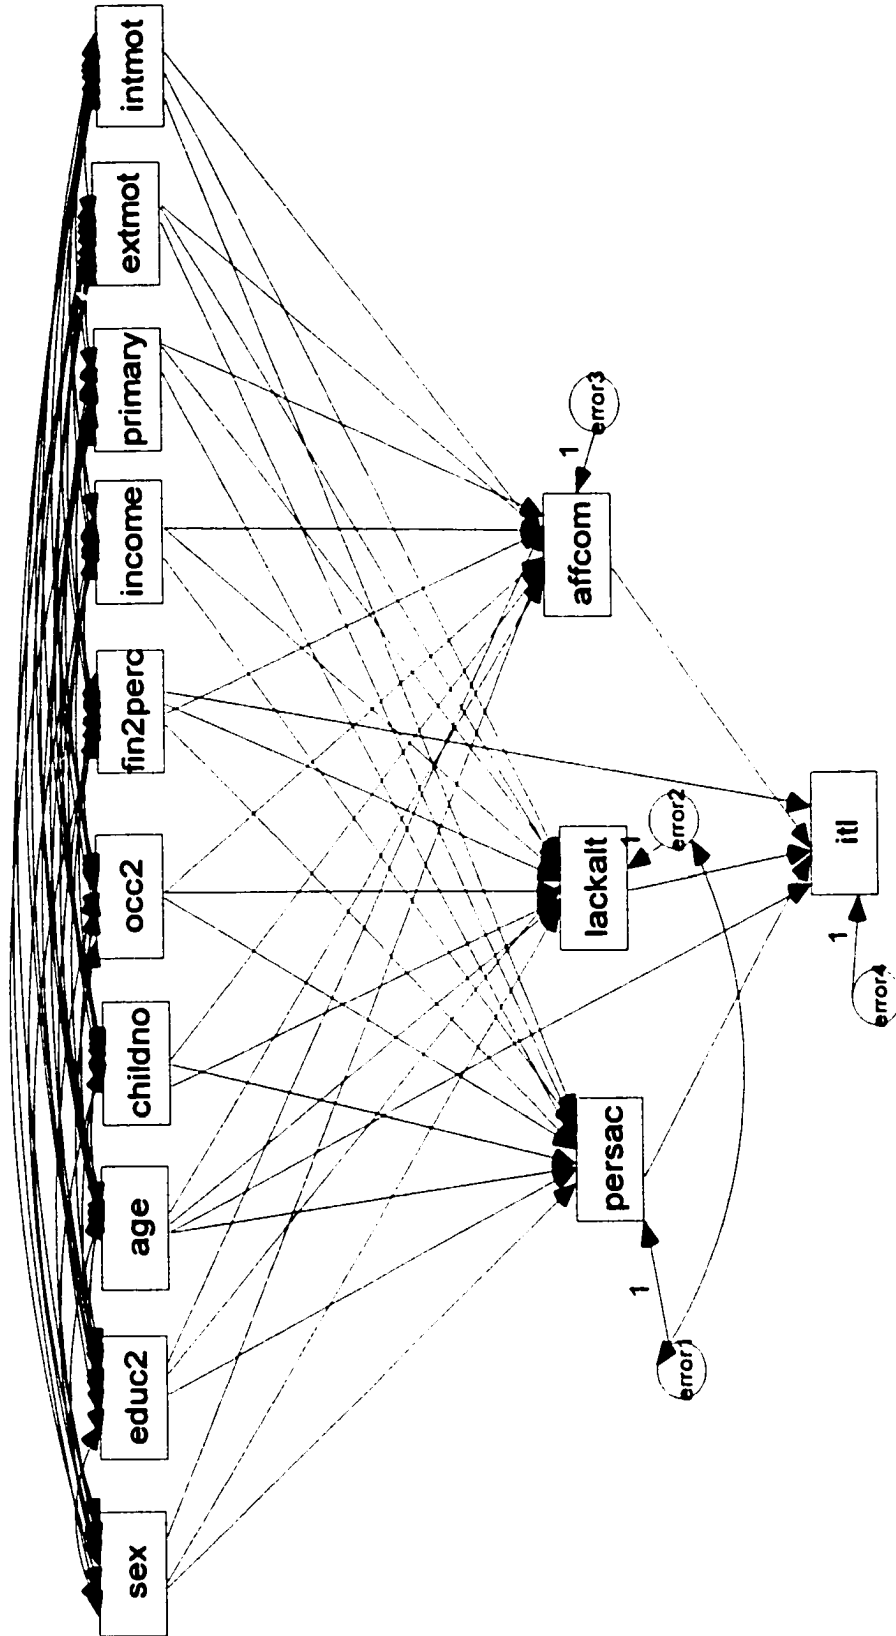 sex
educ2
age
childno
occ2
fin2perc
income
primary
extmot
intmot
persac
lackalt
affcom
1
error1
1
error2
1
error3
itl
1
error4